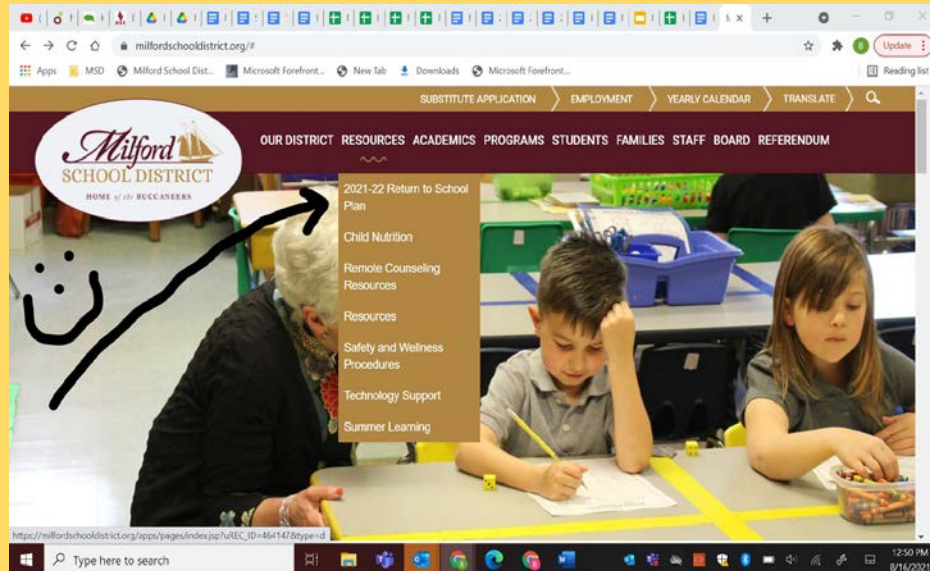 milfordschooldistrict.org/#
Update
Apps MSD Milford School Dist... Microsoft Forefront... New Tab Downloads Microsoft Forefront... Reading list
SUBSTITUTE APPLICATION EMPLOYMENT YEARLY CALENDAR TRANSLATE
OUR DISTRICT RESOURCES ACADEMICS PROGRAMS STUDENTS FAMILIES STAFF BOARD REFERENDUM
Milford
SCHOOL DISTRICT
HOME of the BUCCANEERS
2021-22 Return to School
Plan
Child Nutrition
Remote Counseling
Resources
Resources
Safety and Wellness
Procedures
Technology Support
Summer Learning
https://milfordschooldistrict.org/apps/pages/index.jsp?uREC_ID=464147&type=d
Type here to search
12:50 PM
8/16/2021